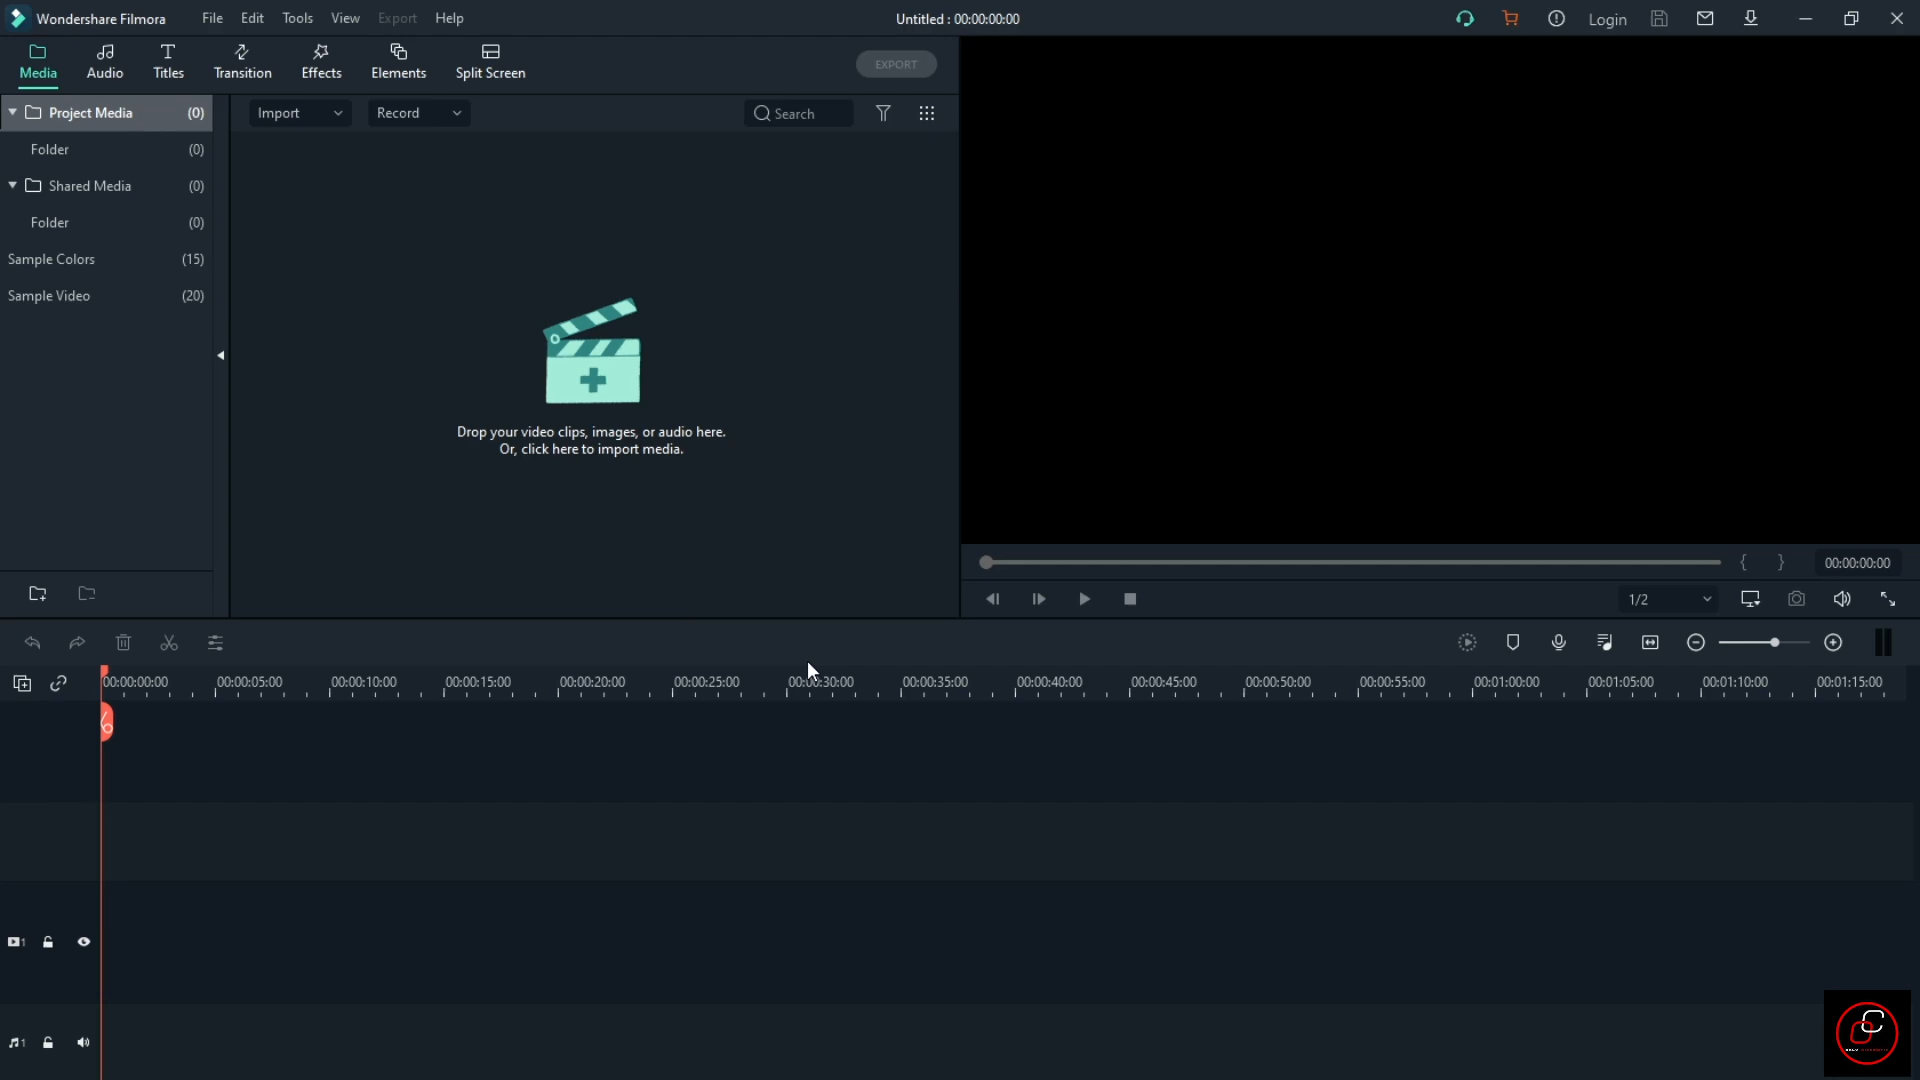 Wondershare Filmora File Edit Tools View Export Help Untitled : 00:00:00:00 Login
Media Audio Titles Transition Effects Elements Split Screen EXPORT
Project Media (0)
Folder (0)
Shared Media (0)
Folder (0)
Sample Colors (15)
Sample Video (20)
Import Record Search
Drop your video clips, images, or audio here.
Or, click here to import media.
{ } 00:00:00:00
1/2
00:00:00:00 00:00:05:00 00:00:10:00 00:00:15:00 00:00:20:00 00:00:25:00 00:00:30:00 00:00:35:00 00:00:40:00 00:00:45:00 00:00:50:00 00:00:55:00 00:01:00:00 00:01:05:00 00:01:10:00 00:01:15:00
1
1